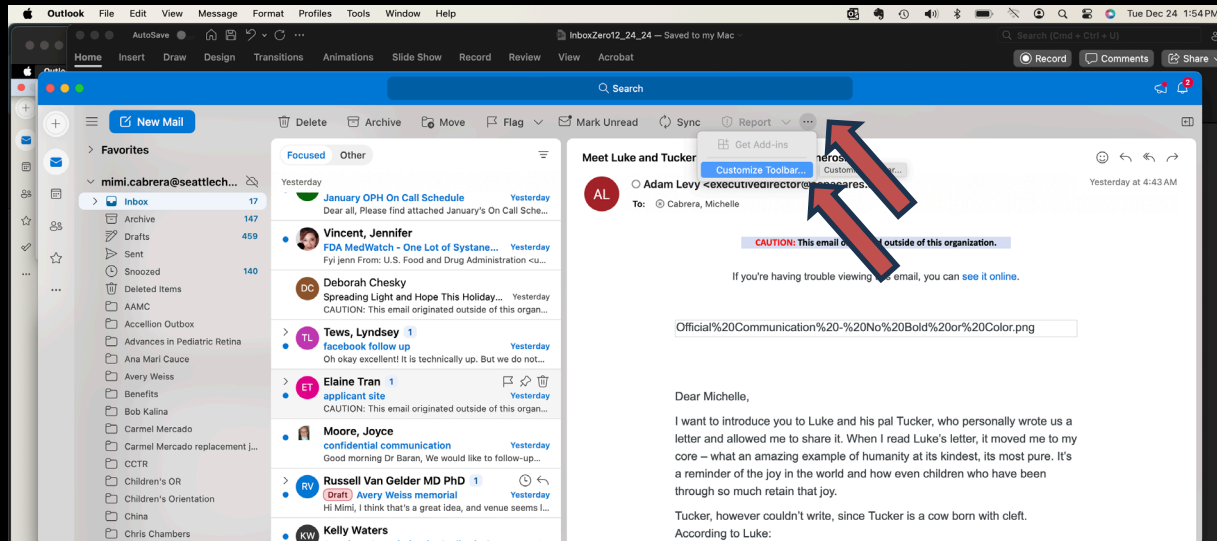 Outlook File Edit View Message Format Profiles Tools Window Help Tue Dec 24 1:54 PM
AutoSave InboxZero12_24_24 — Saved to my Mac Search (Cmd + Ctrl + U)
Home Insert Draw Design Transitions Animations Slide Show Record Review View Acrobat Record Comments Share
Search 2
New Mail Delete Archive Move Flag Mark Unread Sync Report ...
Get Add-ins
Customize Toolbar...
Favorites
mimi.cabrera@seattlech...
Inbox 17
Archive 147
Drafts 459
Sent
Snoozed 140
Deleted Items
AAMC
Accellion Outbox
Advances in Pediatric Retina
Ana Mari Cauce
Avery Weiss
Benefits
Bob Kalina
Carmel Mercado
Carmel Mercado replacement j...
CCTR
Children's OR
Children's Orientation
China
Chris Chambers
Focused Other
Yesterday
January OPH On Call Schedule Yesterday
Dear all, Please find attached January's On Call Sche...
Vincent, Jennifer
FDA MedWatch - One Lot of Systane... Yesterday
Fyi jenn From: U.S. Food and Drug Administration <u...
DC Deborah Chesky
Spreading Light and Hope This Holiday... Yesterday
CAUTION: This email originated outside of this organ...
TL Tews, Lyndsey 1
facebook follow up Yesterday
Oh okay excellent! It is technically up. But we do not...
ET Elaine Tran 1
applicant site Yesterday
CAUTION: This email originated outside of this organ...
Moore, Joyce
confidential communication Yesterday
Good morning Dr Baran, We would like to follow-up...
RV Russell Van Gelder MD PhD 1
Draft Avery Weiss memorial Yesterday
Hi Mimi, I think that's a great idea, and venue seems l...
KW Kelly Waters
Meet Luke and Tucker
AL Adam Levy Yesterday at 4:43 AM
To: Cabrera, Michelle
CAUTION: This email outside of this organization.
If you're having trouble viewing email, you can see it online.
Official%20Communication%20-%20No%20Bold%20or%20Color.png
Dear Michelle,
I want to introduce you to Luke and his pal Tucker, who personally wrote us a
letter and allowed me to share it. When I read Luke's letter, it moved me to my
core – what an amazing example of humanity at its kindest, its most pure. It's
a reminder of the joy in the world and how even children who have been
through so much retain that joy.
Tucker, however couldn't write, since Tucker is a cow born with cleft.
According to Luke: